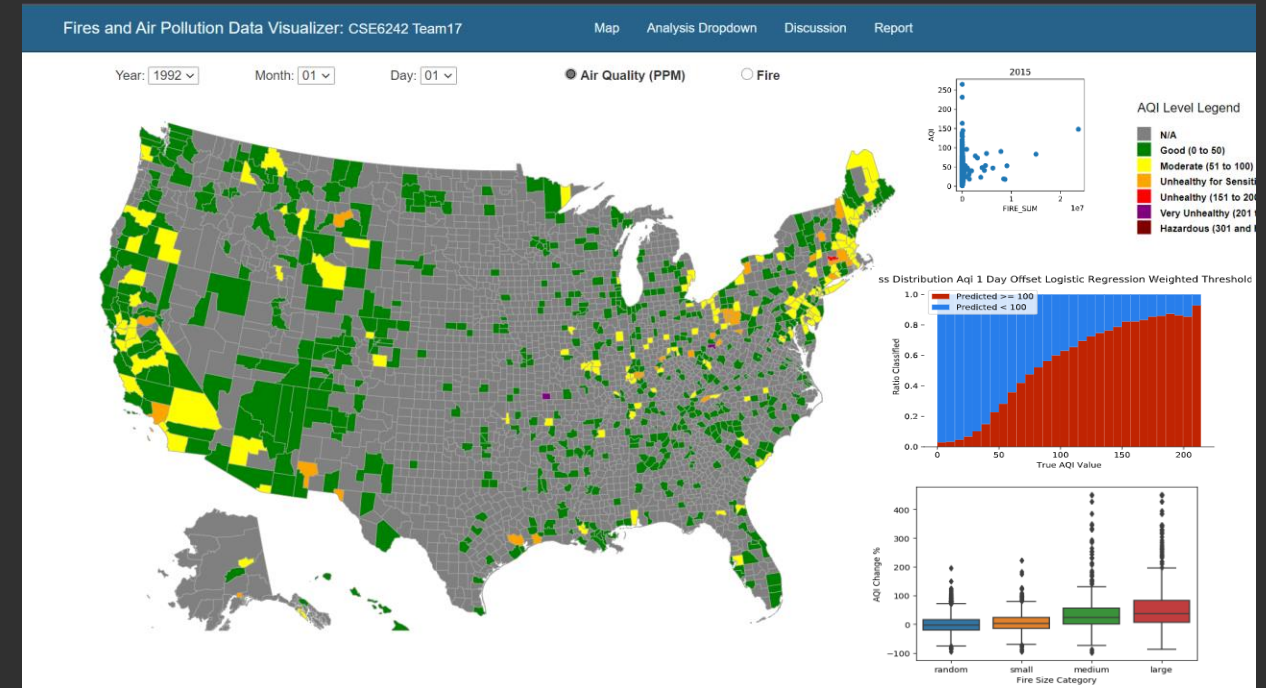 Fires and Air Pollution Data Visualizer: CSE6242 Team17
Map Analysis Dropdown Discussion Report
Year: 1992 Month: 01 Day: 01 Air Quality (PPM) Fire
2015
250
200
150
100
50
0
AQI
0 1 2
1e7
FIRE_SUM
AQI Level Legend
N/A
Good (0 to 50)
Moderate (51 to 100)
Unhealthy for Sensiti
Unhealthy (151 to 20
Very Unhealthy (201
Hazardous (301 and
ss Distribution Aqi 1 Day Offset Logistic Regression Weighted Threshold
Predicted >= 100
Predicted < 100
1.0
0.8
0.6
0.4
0.2
0.0
Ratio Classified
0 50 100 150 200
True AQI Value
400
300
200
100
0
−100
AQI Change %
random small medium large
Fire Size Category